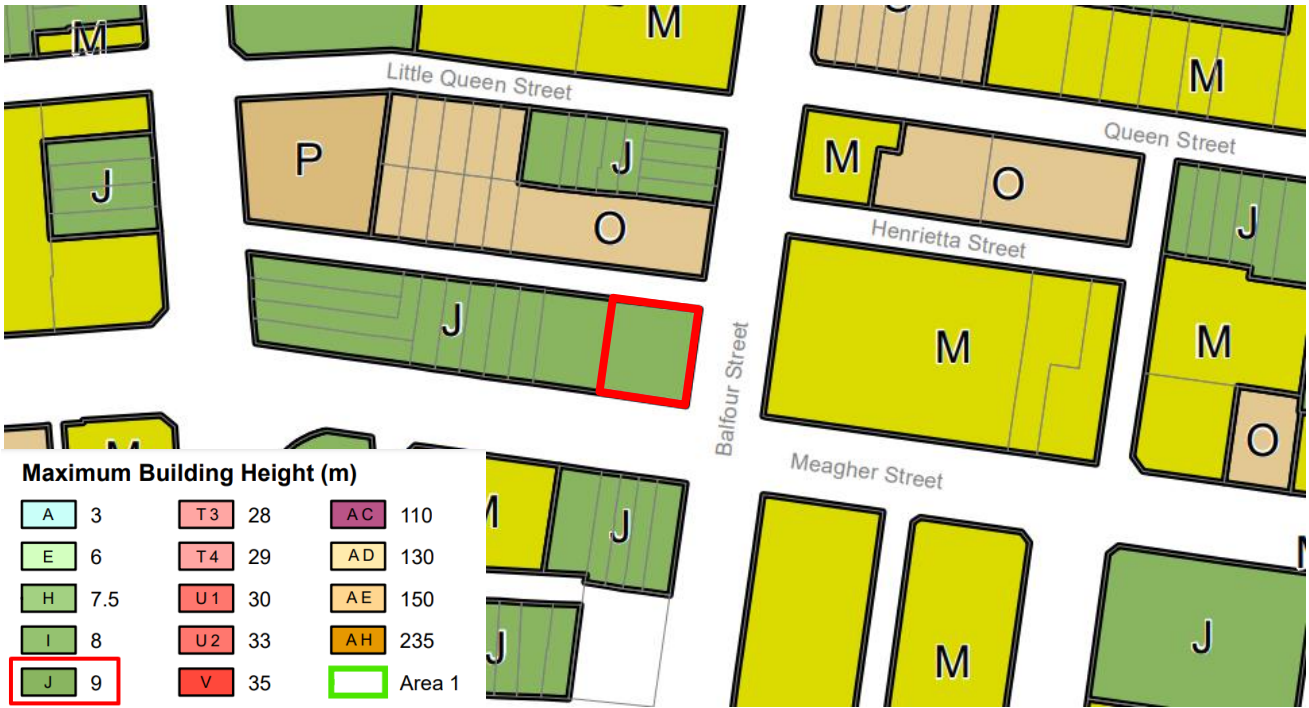 M
M
M
Little Queen Street
Queen Street
J
P
J
O
M
O
J
Henrietta Street
J
M
M
Balfour Street
O
M
Meagher Street
M
J
J
M
J
Maximum Building Height (m)
A 3
E 6
H 7.5
I 8
J 9
T3 28
T4 29
U1 30
U2 33
V 35
AC 110
AD 130
AE 150
AH 235
Area 1